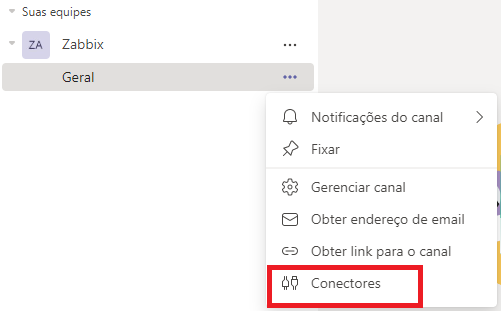 Suas equipes
ZA Zabbix ...
Geral ...
Notificações do canal
Fixar
Gerenciar canal
Obter endereço de email
Obter link para o canal
Conectores